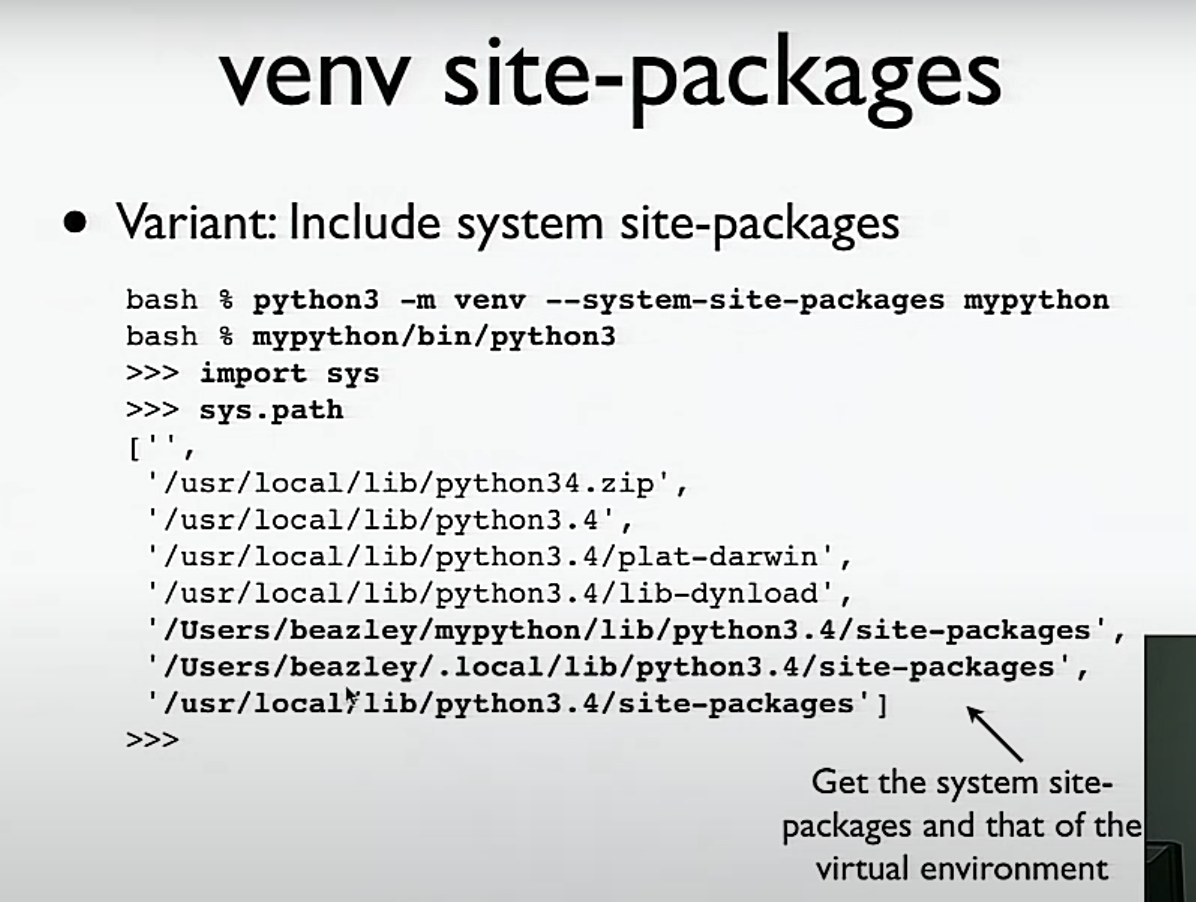 venv site-packages
• Variant: Include system site-packages
bash % python3 -m venv --system-site-packages mypython
bash % mypython/bin/python3
>>> import sys
>>> sys.path
['',
'/usr/local/lib/python34.zip',
'/usr/local/lib/python3.4',
'/usr/local/lib/python3.4/plat-darwin',
'/usr/local/lib/python3.4/lib-dynload',
'/Users/beazley/mypython/lib/python3.4/site-packages',
'/Users/beazley/.local/lib/python3.4/site-packages',
'/usr/local/lib/python3.4/site-packages']
>>>
Get the system site-
packages and that of the
virtual environment